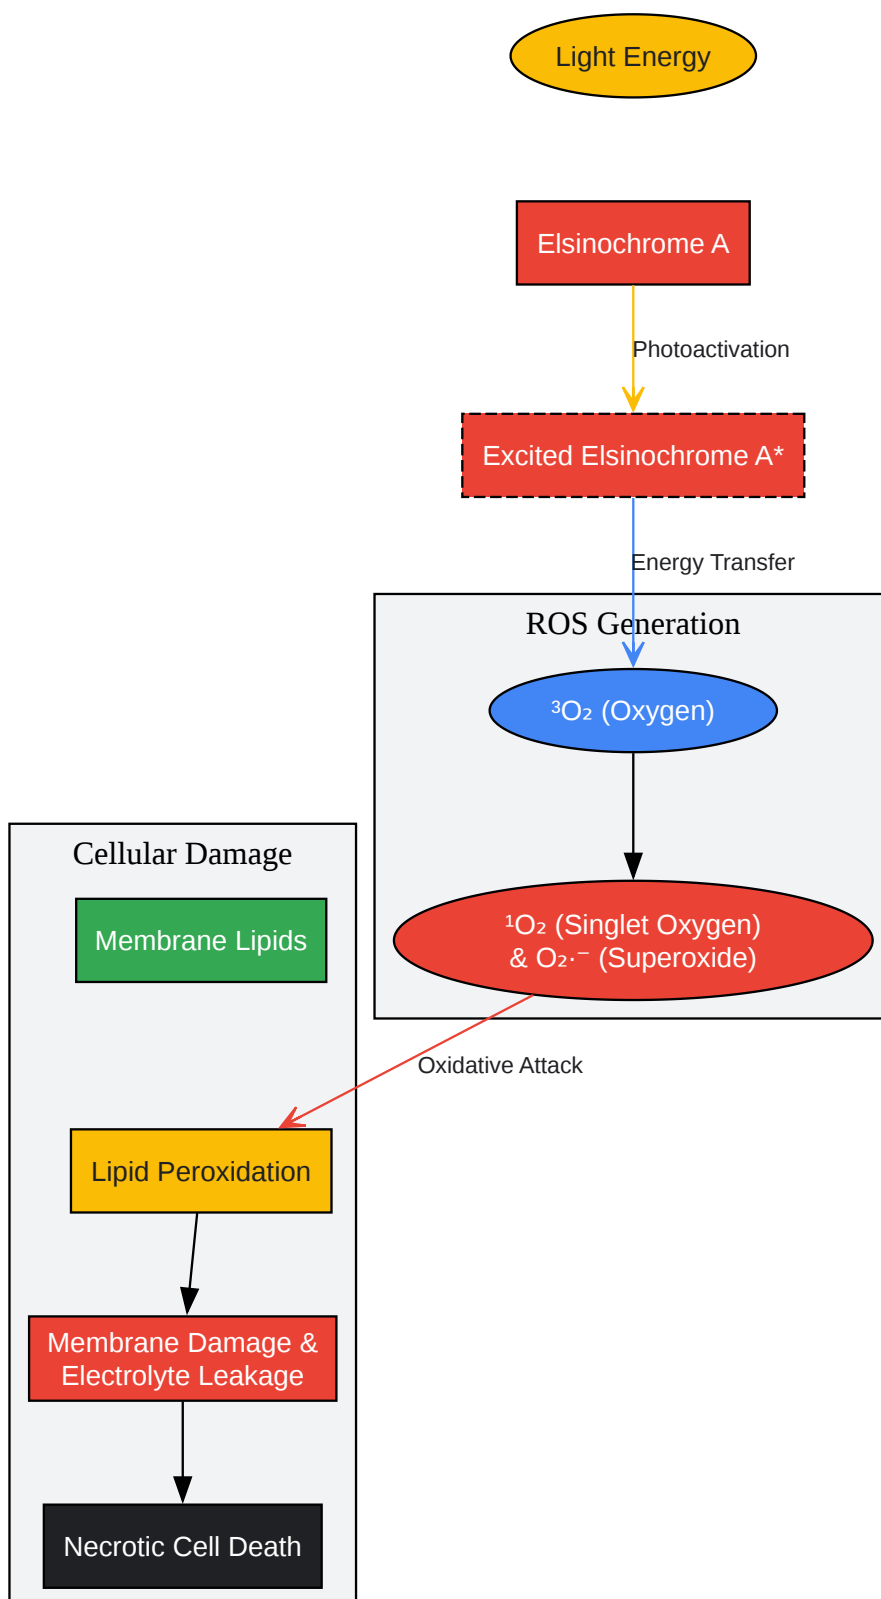 Light Energy
Elsinochrome A
Photoactivation
Excited Elsinochrome A*
Energy Transfer
ROS Generation
³O₂ (Oxygen)
¹O₂ (Singlet Oxygen)
& O₂·⁻ (Superoxide)
Oxidative Attack
Cellular Damage
Membrane Lipids
Lipid Peroxidation
Membrane Damage &
Electrolyte Leakage
Necrotic Cell Death